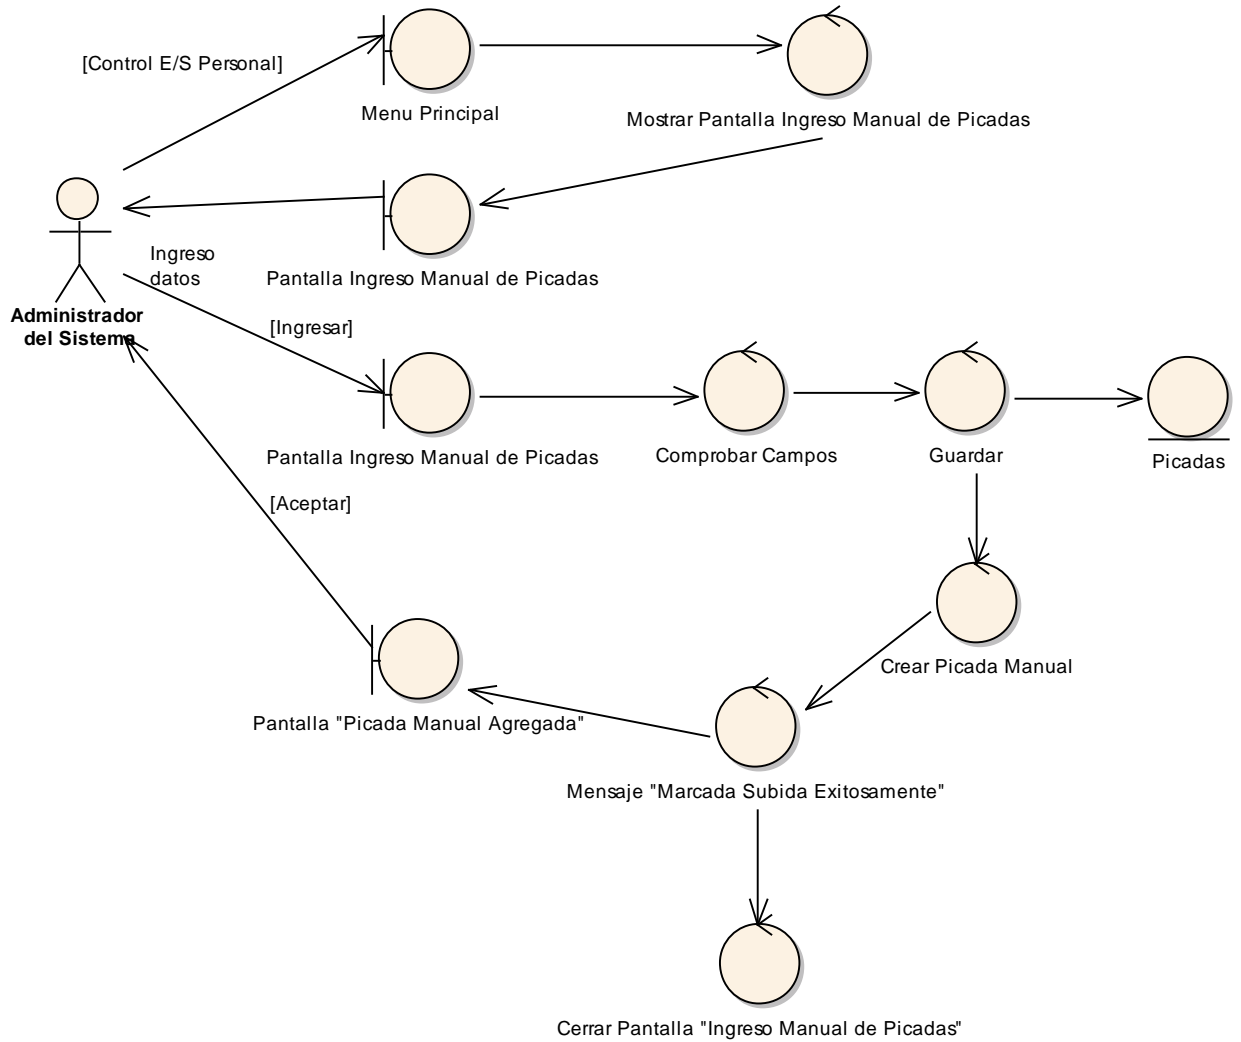 [Control E/S Personal]
Menu Principal
Mostrar Pantalla Ingreso Manual de Picadas
Ingreso
datos
Pantalla Ingreso Manual de Picadas
Administrador
del Sistema
[Ingresar]
Pantalla Ingreso Manual de Picadas
Comprobar Campos
Guardar
Picadas
[Aceptar]
Crear Picada Manual
Pantalla "Picada Manual Agregada"
Mensaje "Marcada Subida Exitosamente"
Cerrar Pantalla "Ingreso Manual de Picadas"